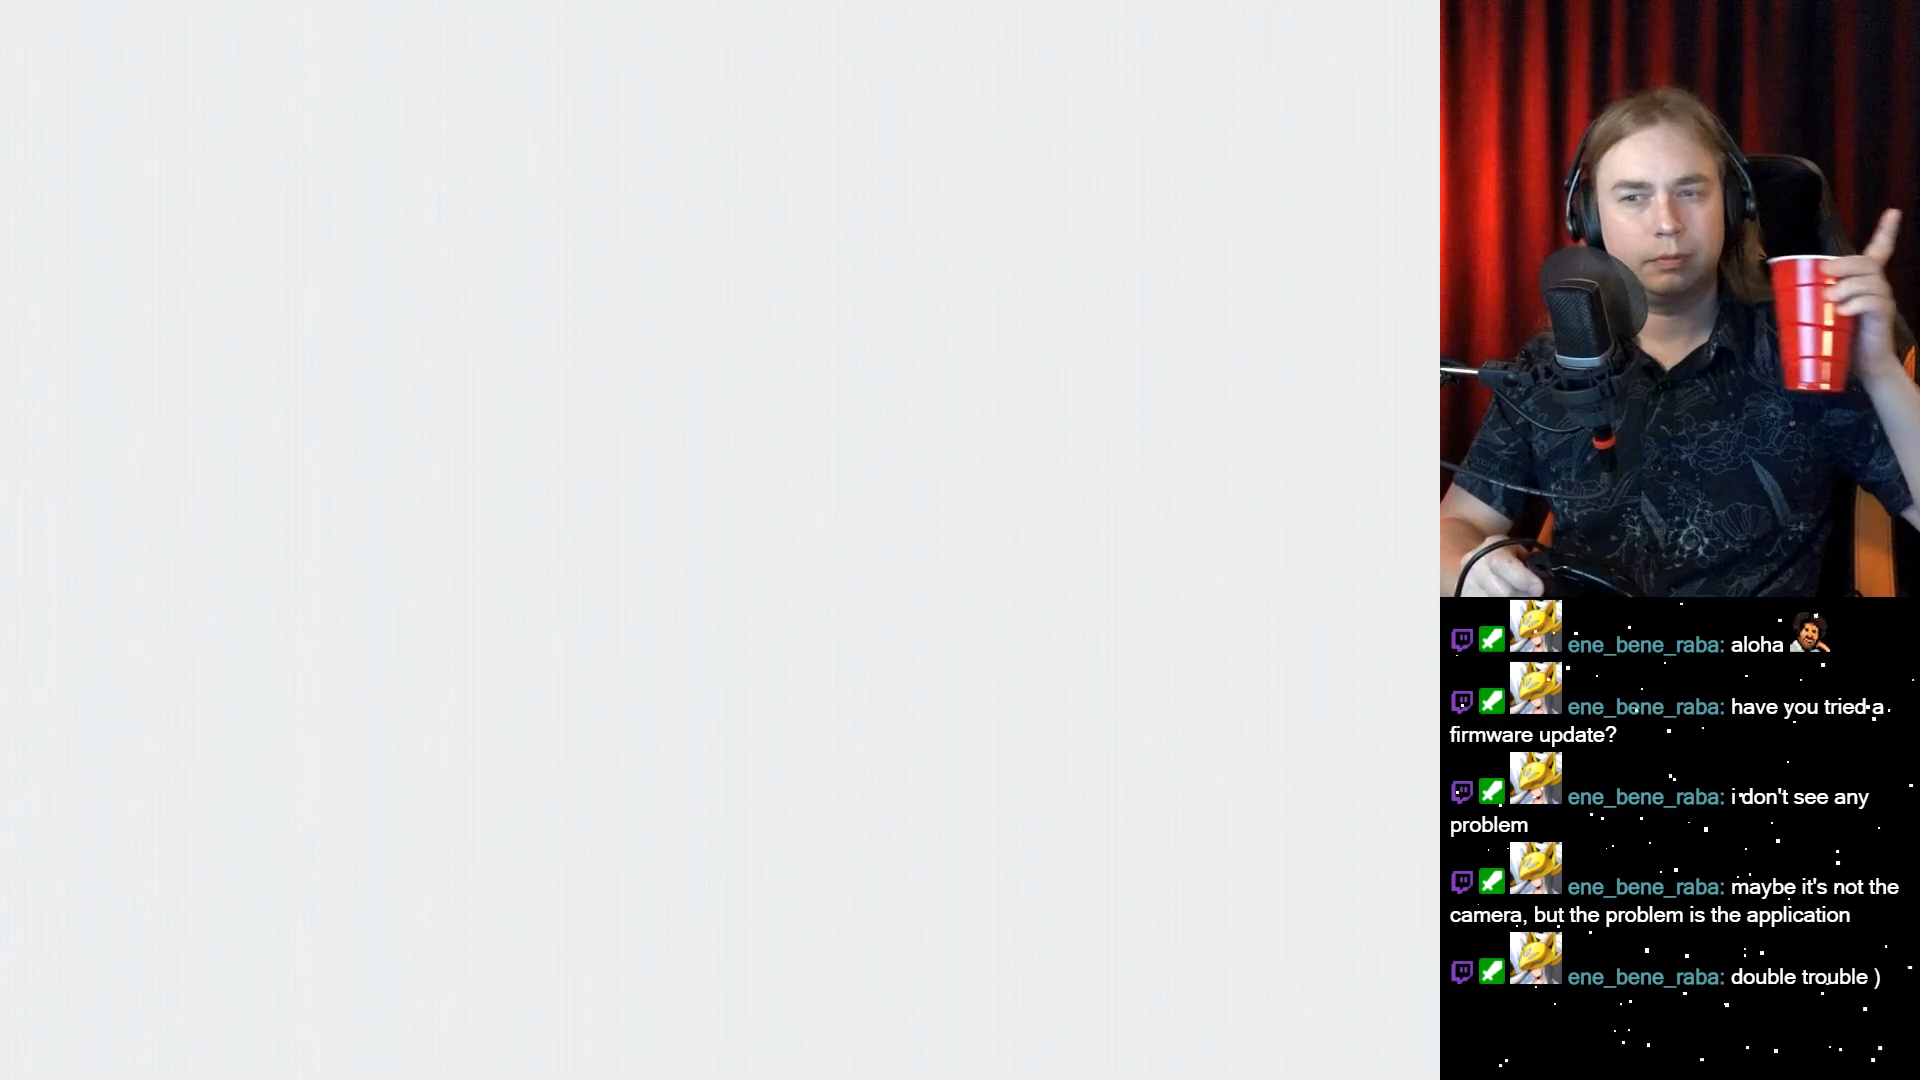 ene_bene_raba: aloha
ene_bene_raba: have you tried a
firmware update?
ene_bene_raba: i don't see any
problem
ene_bene_raba: maybe it's not the
camera, but the problem is the application
ene_bene_raba: double trouble )